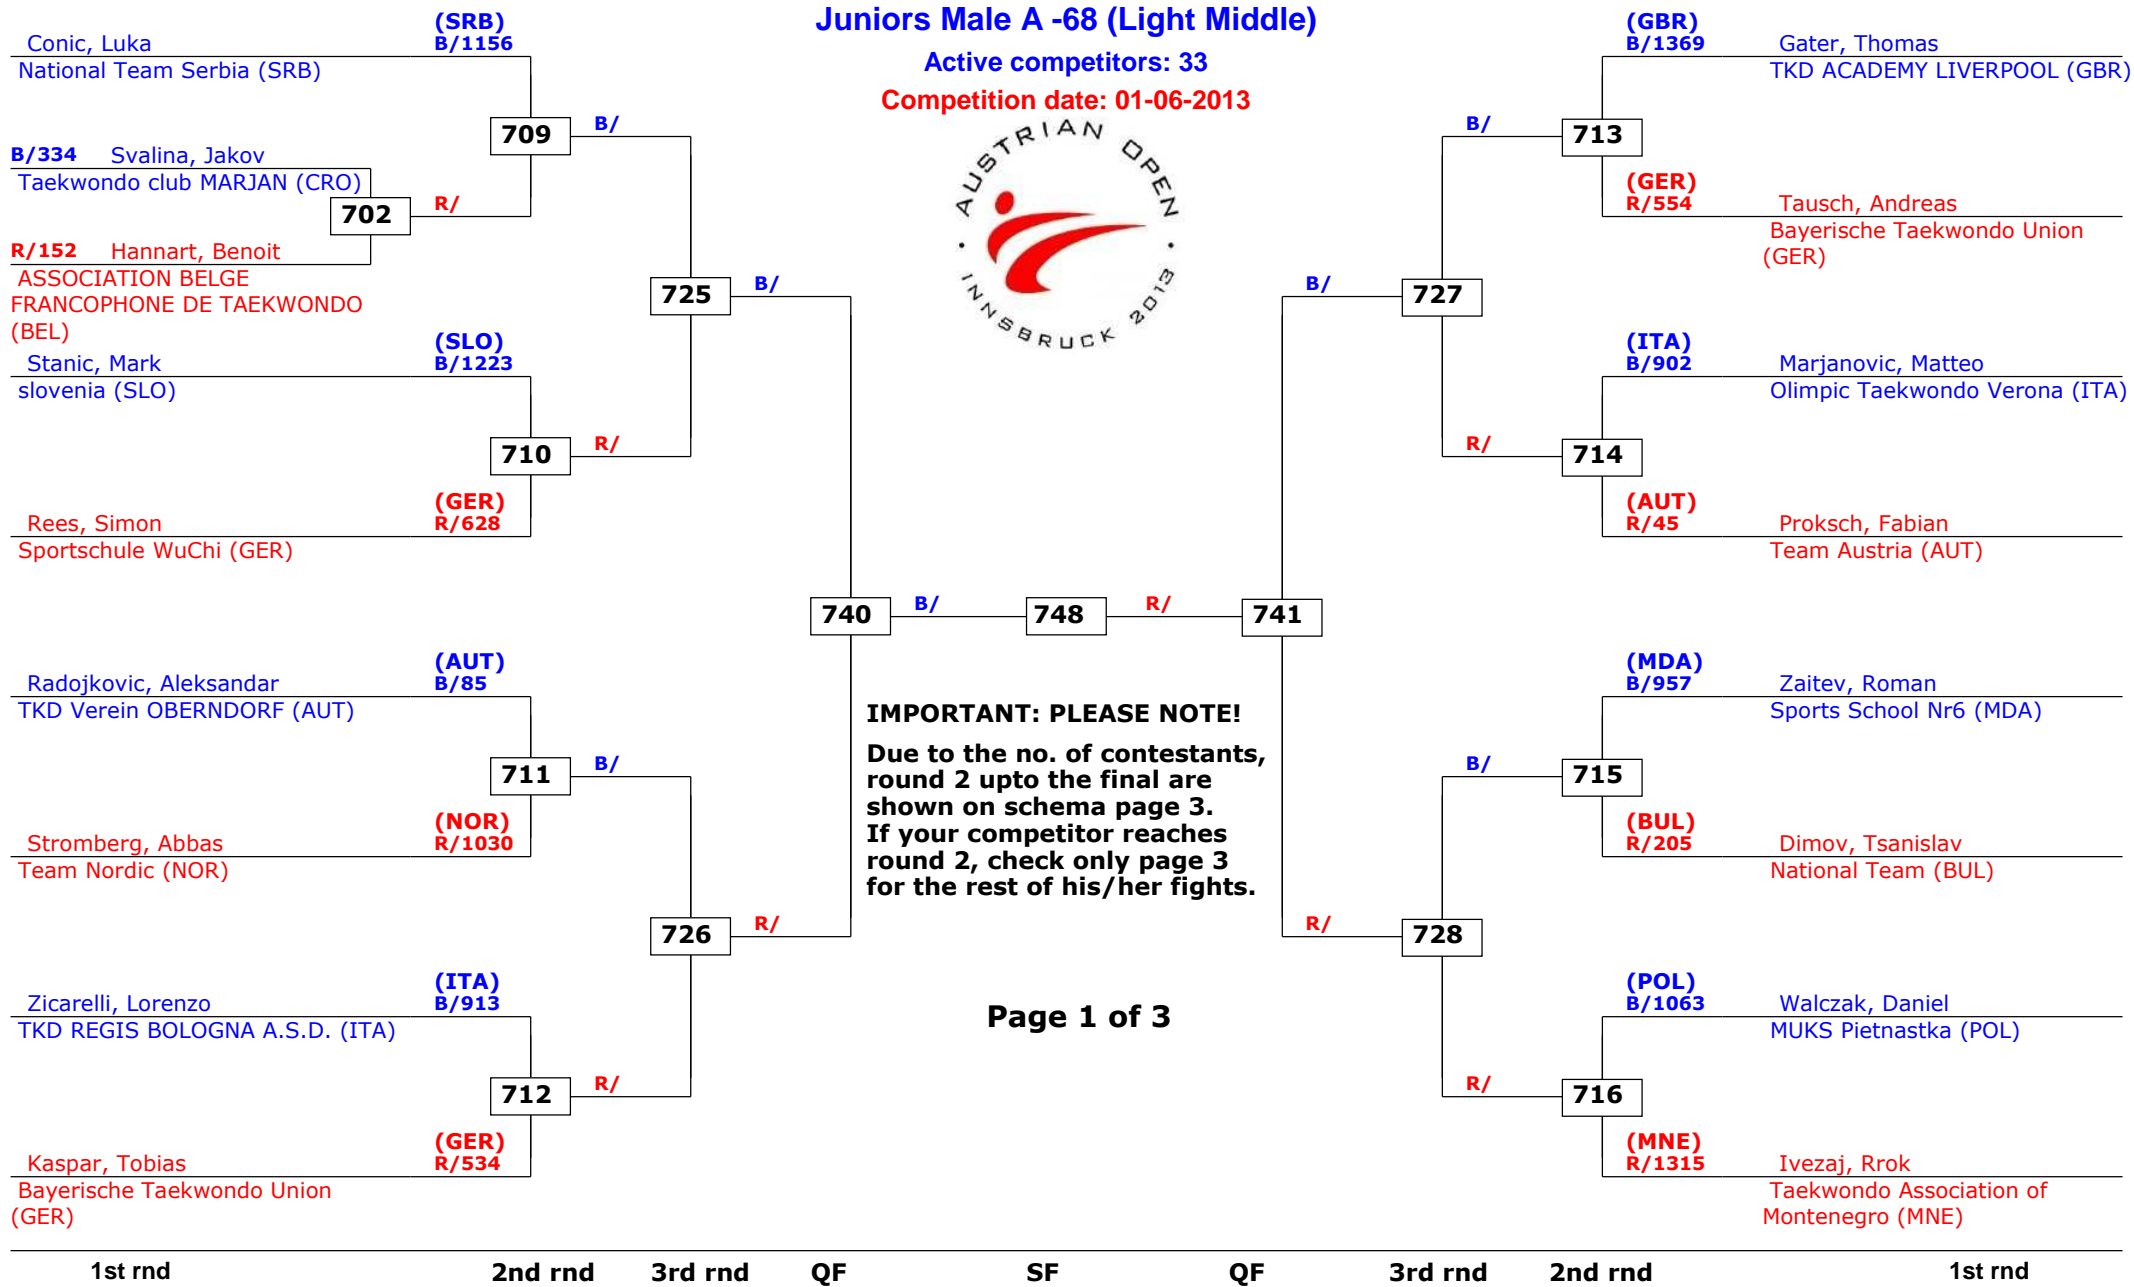 Juniors Male A -68 (Light Middle)
Active competitors: 33
Competition date: 01-06-2013
AUSTRIAN OPEN
· INNSBRUCK 2013 ·
(SRB)
Conic, Luka B/1156
National Team Serbia (SRB)
709 B/
B/334 Svalina, Jakov
Taekwondo club MARJAN (CRO)
702 R/
R/152 Hannart, Benoit
ASSOCIATION BELGE
FRANCOPHONE DE TAEKWONDO
(BEL)
725 B/
(SLO)
Stanic, Mark B/1223
slovenia (SLO)
710 R/
(GER)
Rees, Simon R/628
Sportschule WuChi (GER)
740 B/ 748 R/ 741
(AUT)
Radojkovic, Aleksandar B/85
TKD Verein OBERNDORF (AUT)
711 B/
(NOR)
Stromberg, Abbas R/1030
Team Nordic (NOR)
726 R/
(ITA)
Zicarelli, Lorenzo B/913
TKD REGIS BOLOGNA A.S.D. (ITA)
712 R/
(GER)
Kaspar, Tobias R/534
Bayerische Taekwondo Union
(GER)
IMPORTANT: PLEASE NOTE!
Due to the no. of contestants,
round 2 upto the final are
shown on schema page 3.
If your competitor reaches
round 2, check only page 3
for the rest of his/her fights.
Page 1 of 3
(GBR)
B/1369 Gater, Thomas
TKD ACADEMY LIVERPOOL (GBR)
B/ 713
(GER)
R/554 Tausch, Andreas
Bayerische Taekwondo Union
(GER)
B/ 727
(ITA)
B/902 Marjanovic, Matteo
Olimpic Taekwondo Verona (ITA)
R/ 714
(AUT)
R/45 Proksch, Fabian
Team Austria (AUT)
(MDA)
B/957 Zaitev, Roman
Sports School Nr6 (MDA)
B/ 715
(BUL)
R/205 Dimov, Tsanislav
National Team (BUL)
R/ 728
(POL)
B/1063 Walczak, Daniel
MUKS Pietnastka (POL)
R/ 716
(MNE)
R/1315 Ivezaj, Rrok
Taekwondo Association of
Montenegro (MNE)
1st rnd 2nd rnd 3rd rnd QF SF QF 3rd rnd 2nd rnd 1st rnd